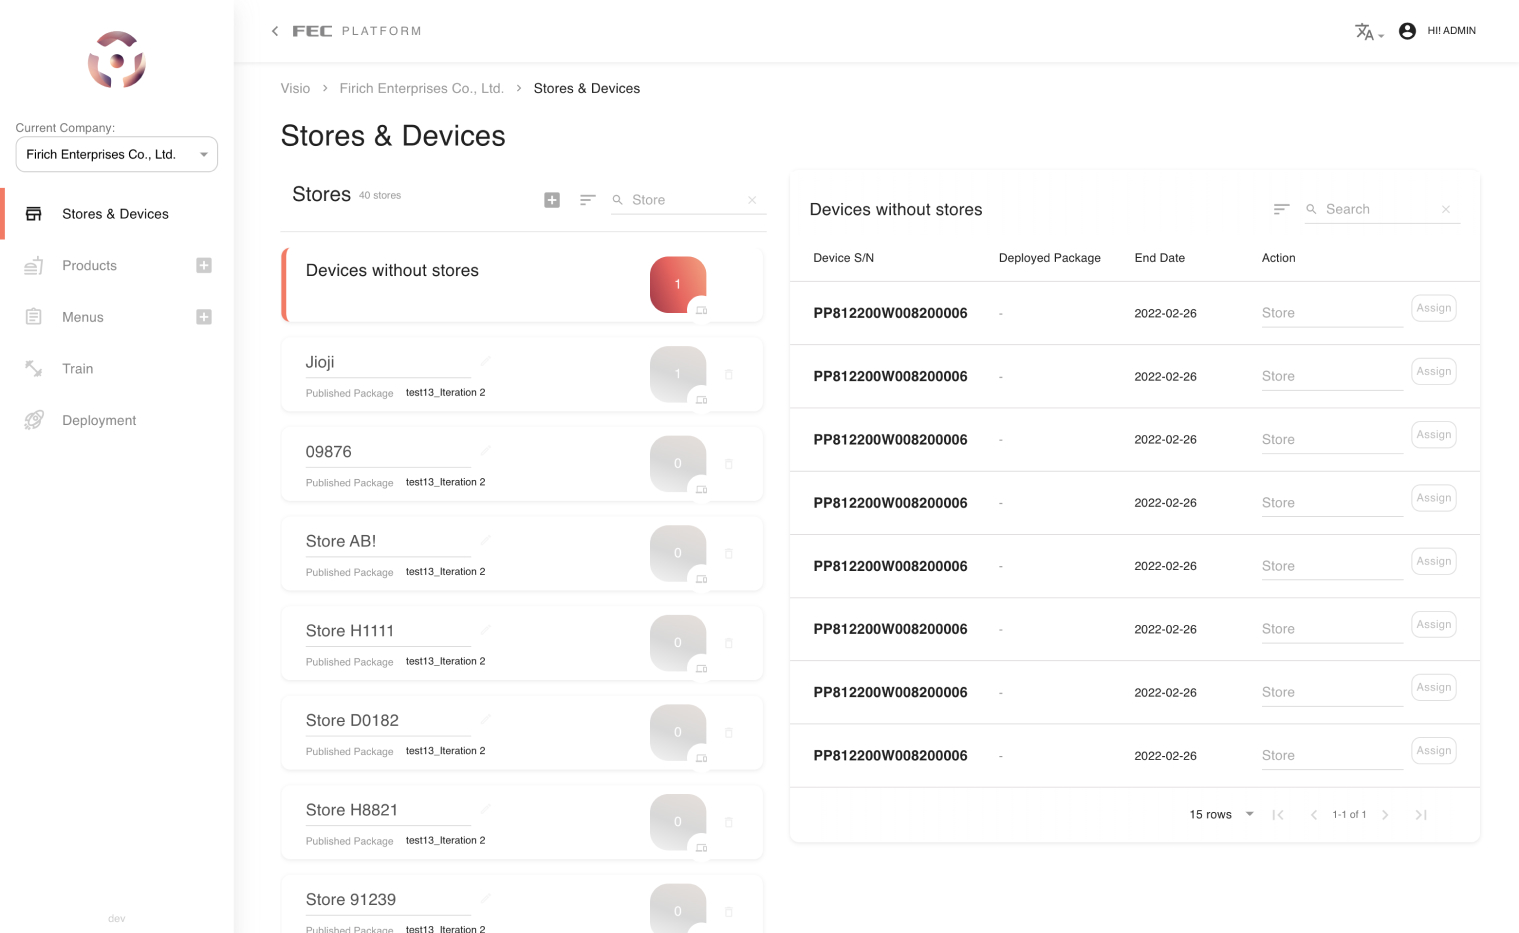 FEC PLATFORM
HI! ADMIN
Visio > Firich Enterprises Co., Ltd. > Stores & Devices
Stores & Devices
Current Company:
Firich Enterprises Co., Ltd.
Stores & Devices
Products
Menus
Train
Deployment
dev
Stores 40 stores
Store
Devices without stores
1
Jioji
1
Published Package test13_Iteration 2
09876
0
Published Package test13_Iteration 2
Store AB!
0
Published Package test13_Iteration 2
Store H1111
0
Published Package test13_Iteration 2
Store D0182
0
Published Package test13_Iteration 2
Store H8821
0
Published Package test13_Iteration 2
Store 91239
0
Published Package test13_Iteration 2
Devices without stores
Search
Device S/N Deployed Package End Date Action
PP812200W008200006 - 2022-02-26 Store Assign
PP812200W008200006 - 2022-02-26 Store Assign
PP812200W008200006 - 2022-02-26 Store Assign
PP812200W008200006 - 2022-02-26 Store Assign
PP812200W008200006 - 2022-02-26 Store Assign
PP812200W008200006 - 2022-02-26 Store Assign
PP812200W008200006 - 2022-02-26 Store Assign
PP812200W008200006 - 2022-02-26 Store Assign
15 rows 1-1 of 1